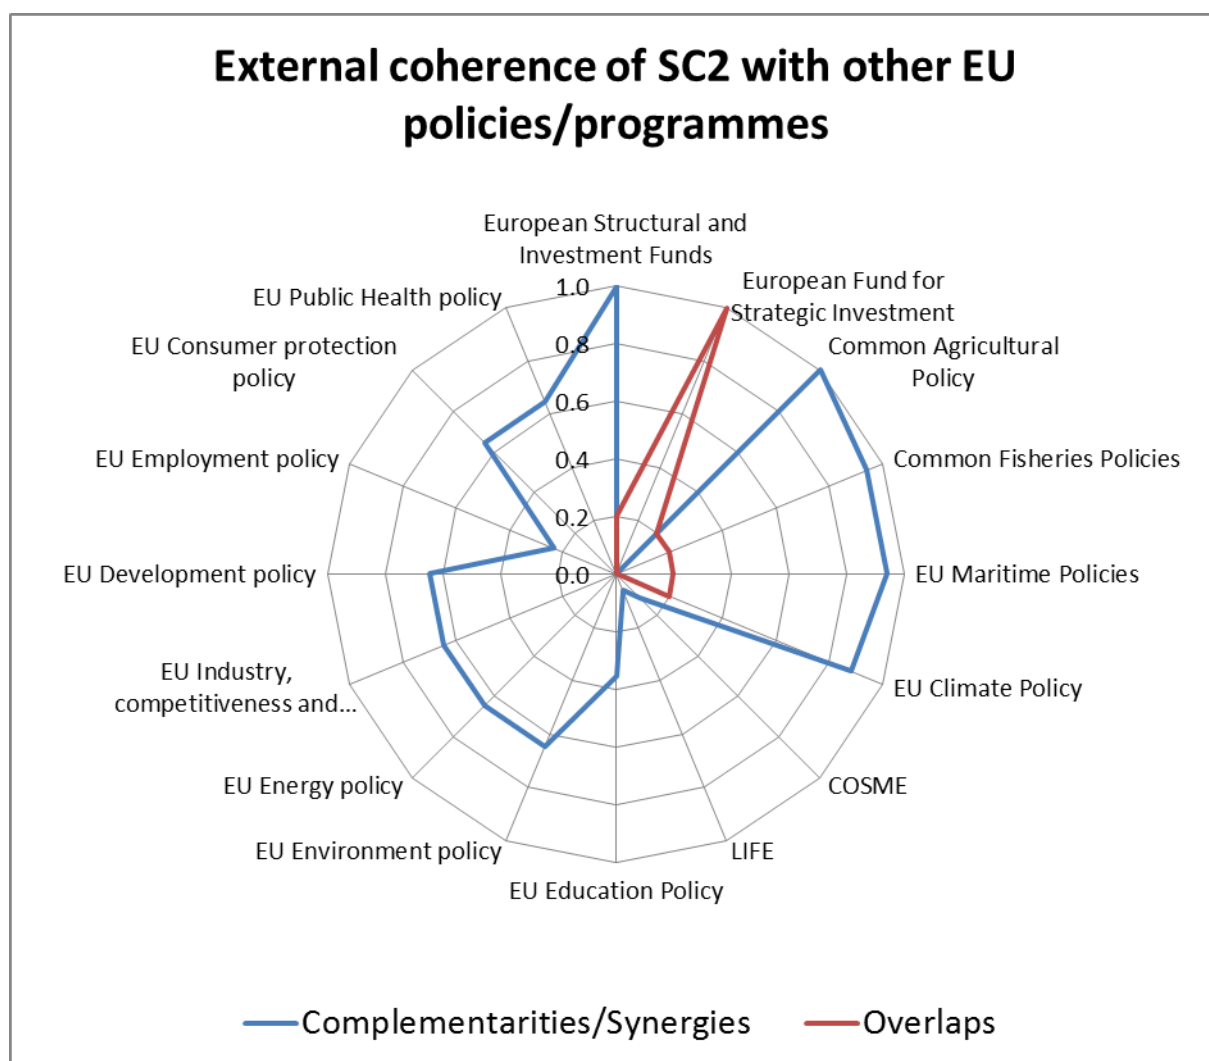 External coherence of SC2 with other EU
policies/programmes
European Structural and
Investment Funds
European Fund for
Strategic Investment
Common Agricultural
Policy
Common Fisheries Policies
EU Maritime Policies
EU Climate Policy
COSME
LIFE
EU Education Policy
EU Environment policy
EU Energy policy
EU Industry,
competitiveness and...
EU Development policy
EU Employment policy
EU Consumer protection
policy
EU Public Health policy
1.0
0.8
0.6
0.4
0.2
0.0
Complementarities/Synergies
Overlaps